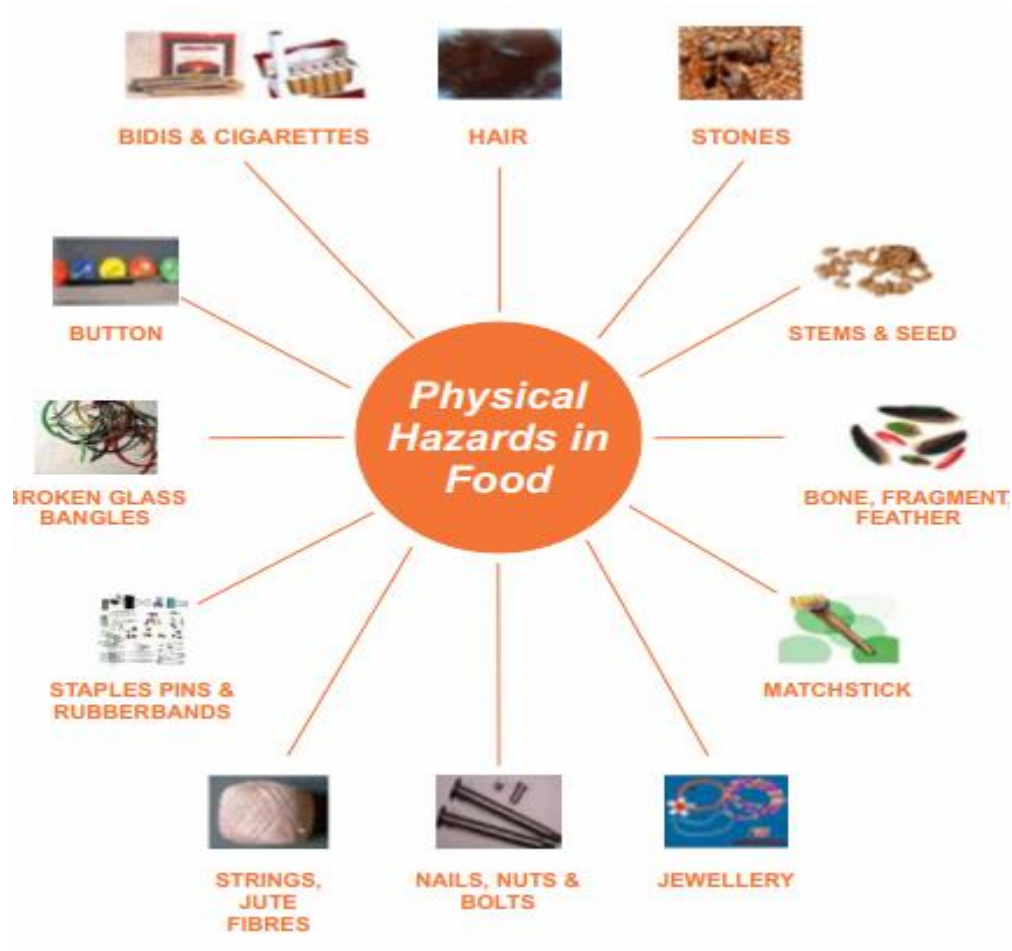 BIDIS & CIGARETTES
HAIR
STONES
BUTTON
STEMS & SEED
Physical
Hazards in
Food
BROKEN GLASS
BANGLES
BONE, FRAGMENT,
FEATHER
STAPLES PINS &
RUBBERBANDS
MATCHSTICK
STRINGS,
JUTE
FIBRES
NAILS, NUTS &
BOLTS
JEWELLERY